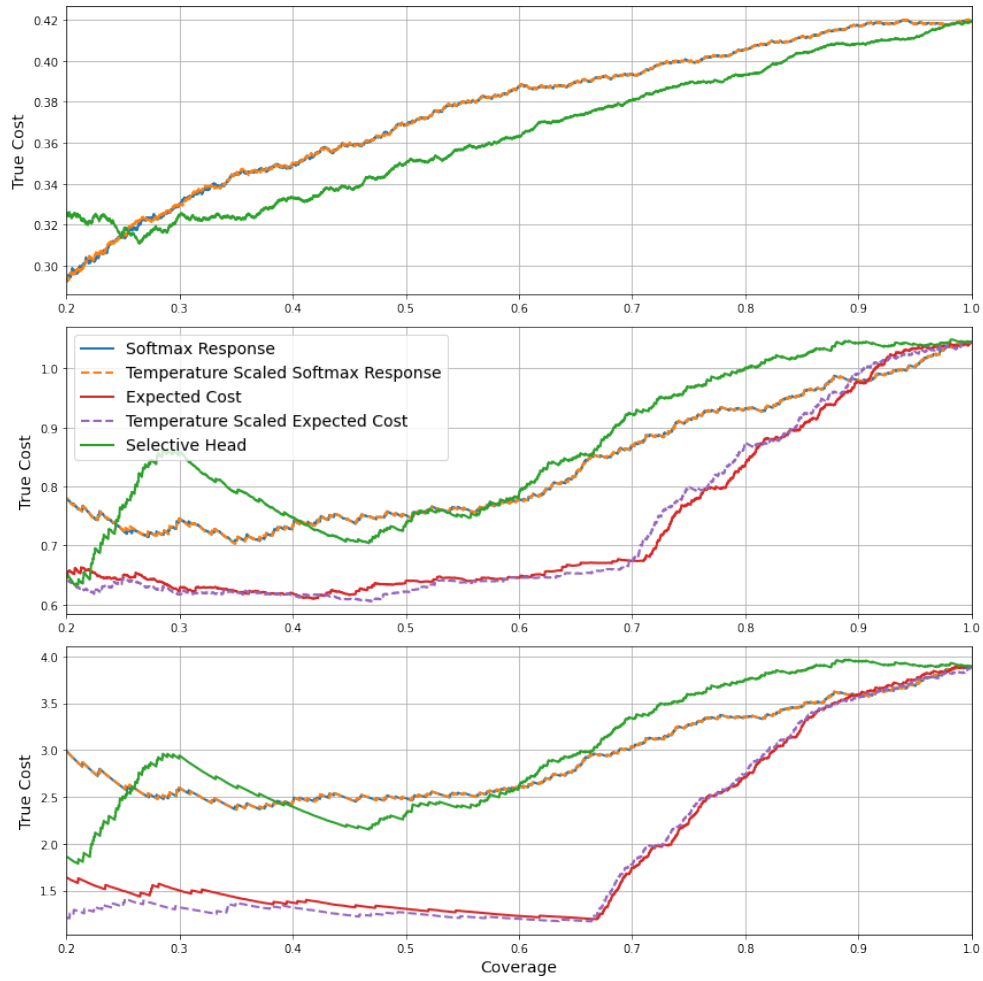 0.42
0.40
0.38
0.36
0.34
0.32
0.30
True Cost
0.2 0.3 0.4 0.5 0.6 0.7 0.8 0.9 1.0
1.0
0.9
0.8
0.7
0.6
True Cost
Softmax Response
Temperature Scaled Softmax Response
Expected Cost
Temperature Scaled Expected Cost
Selective Head
0.2 0.3 0.4 0.5 0.6 0.7 0.8 0.9 1.0
4.0
3.5
3.0
2.5
2.0
1.5
True Cost
0.2 0.3 0.4 0.5 0.6 0.7 0.8 0.9 1.0
Coverage